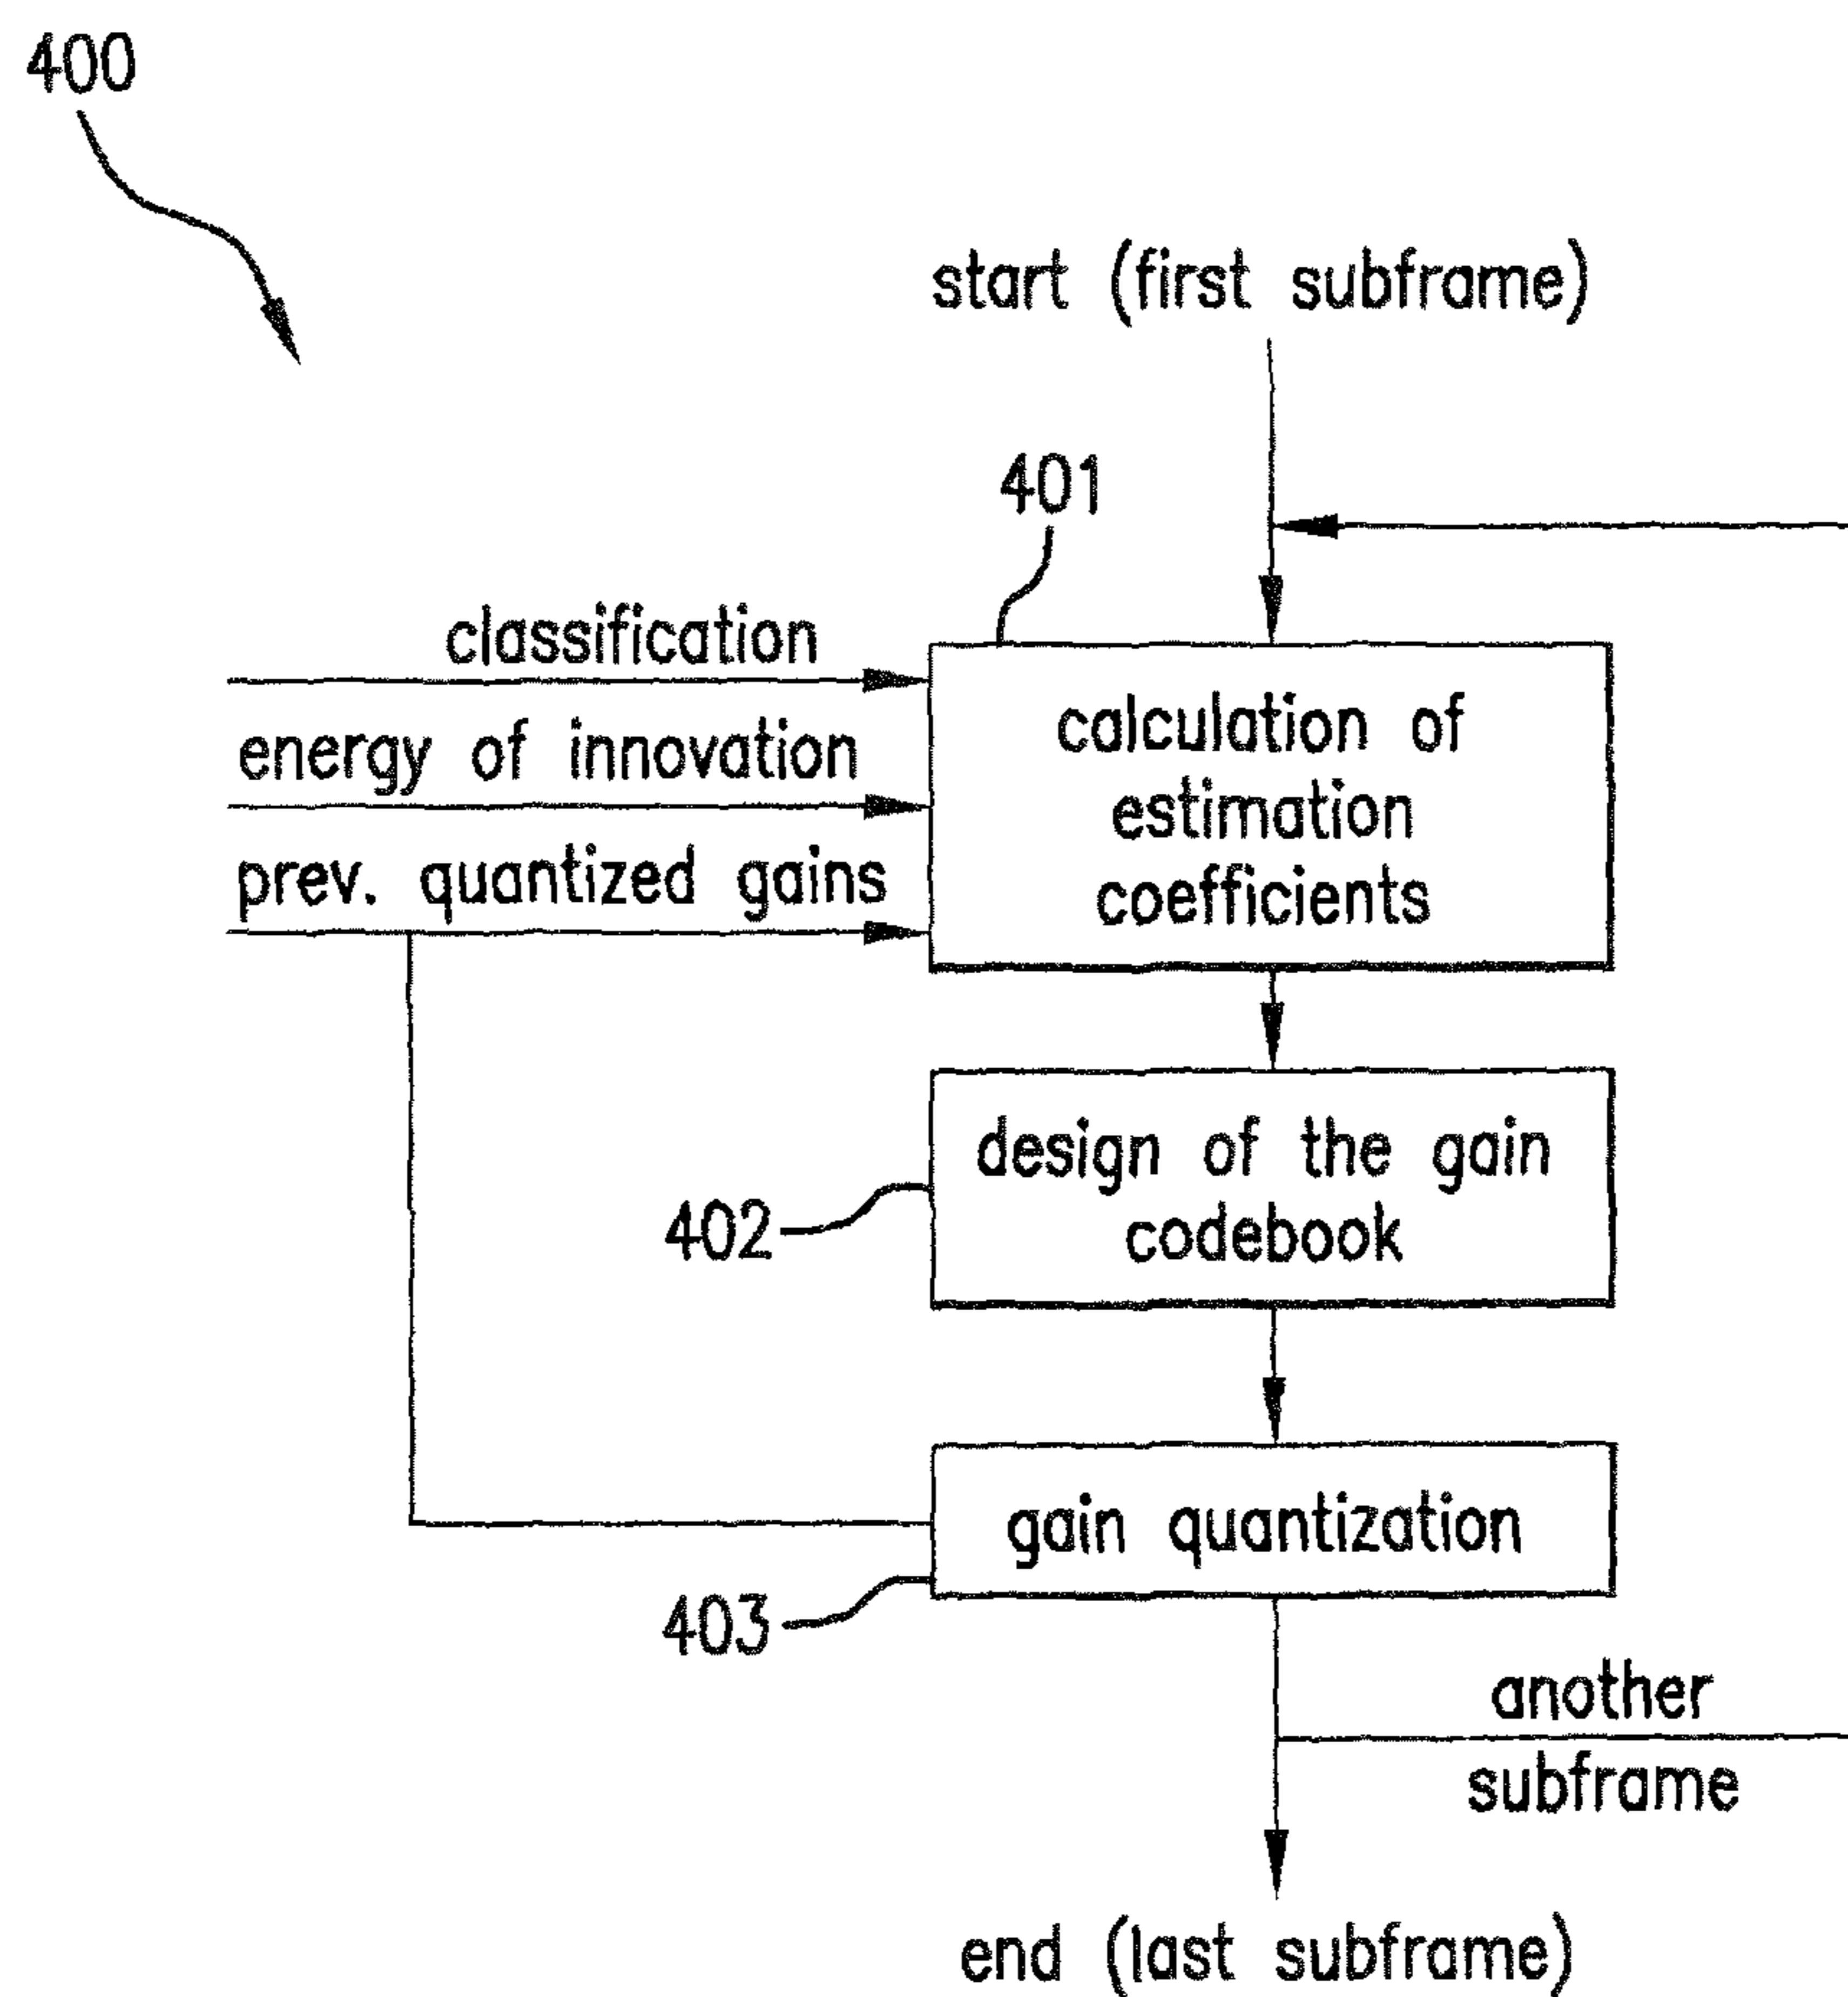 400
start (first subframe)
401
classification
energy of innovation
prev. quantized gains
calculation of
estimation
coefficients
design of the gain
codebook
402
gain quantization
403
another
subframe
end (last subframe)